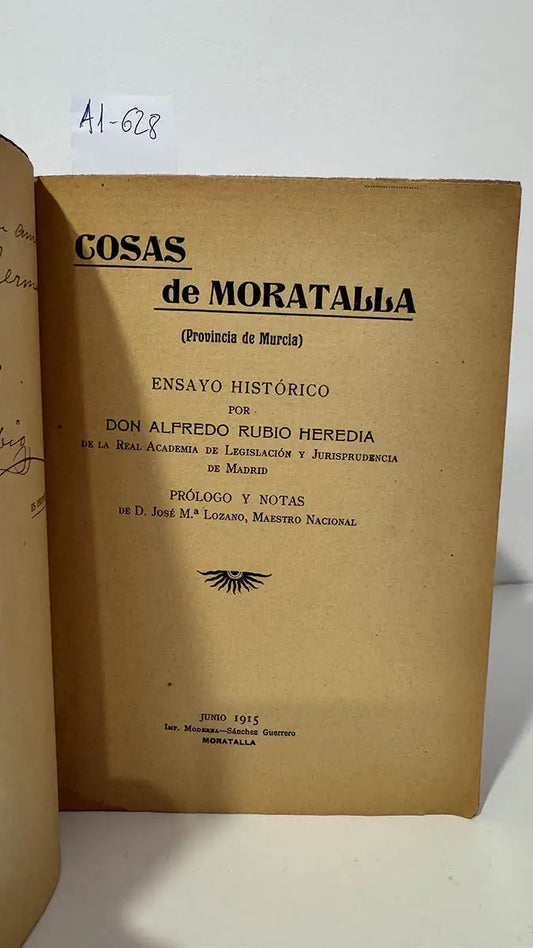 A1-628
COSAS
de MORATALLA
(Provincia de Murcia)
ENSAYO HISTÓRICO
POR
DON ALFREDO RUBIO HEREDIA
DE LA REAL ACADEMIA DE LEGISLACIÓN Y JURISPRUDENCIA
DE MADRID
PRÓLOGO Y NOTAS
DE D. JOSÉ M.ª LOZANO, MAESTRO NACIONAL
JUNIO 1915
IMP. MODERNA—Sánchez Guerrero
MORATALLA